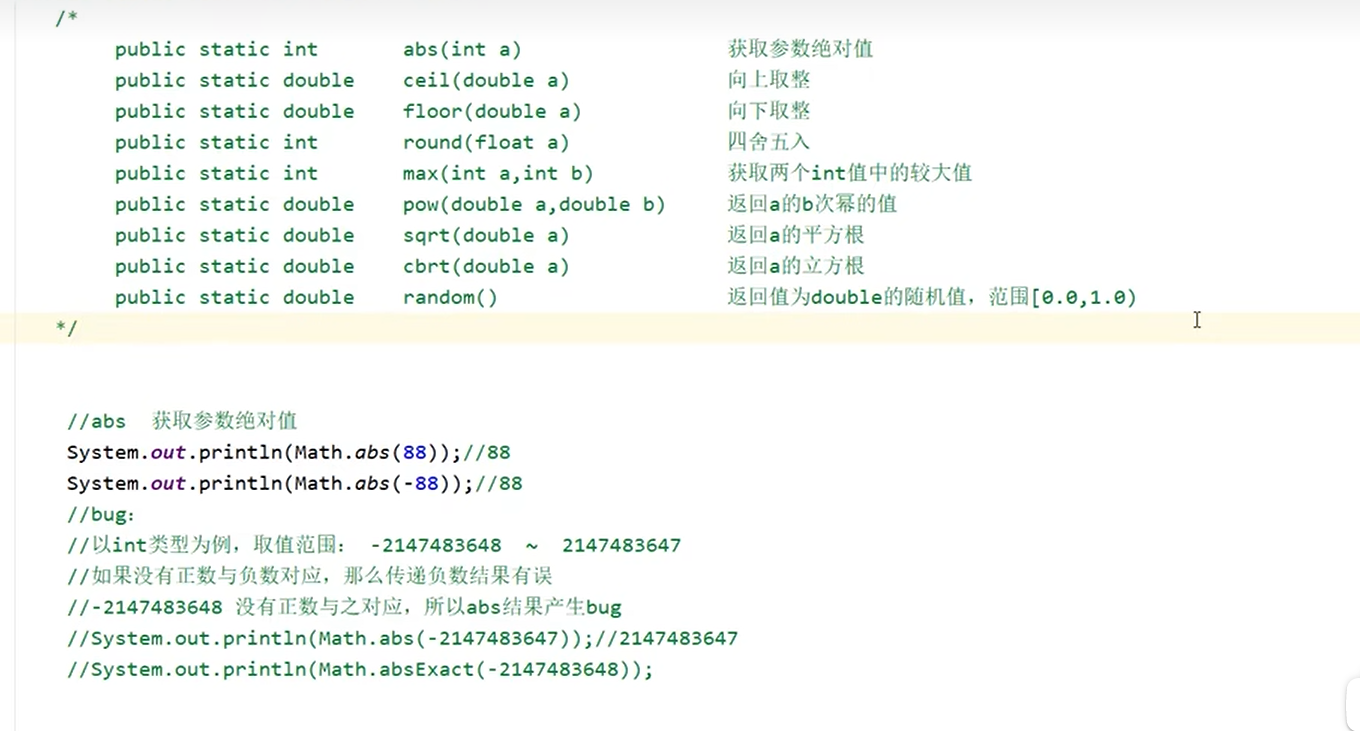 /*
public static int abs(int a) 获取参数绝对值
public static double ceil(double a) 向上取整
public static double floor(double a) 向下取整
public static int round(float a) 四舍五入
public static int max(int a,int b) 获取两个int值中的较大值
public static double pow(double a,double b) 返回a的b次幂的值
public static double sqrt(double a) 返回a的平方根
public static double cbrt(double a) 返回a的立方根
public static double random() 返回值为double的随机值，范围[0.0,1.0)
*/
//abs 获取参数绝对值
System.out.println(Math.abs(88));//88
System.out.println(Math.abs(-88));//88
//bug：
//以int类型为例，取值范围： -2147483648 ~ 2147483647
//如果没有正数与负数对应，那么传递负数结果有误
//-2147483648 没有正数与之对应，所以abs结果产生bug
//System.out.println(Math.abs(-2147483647));//2147483647
//System.out.println(Math.absExact(-2147483648));